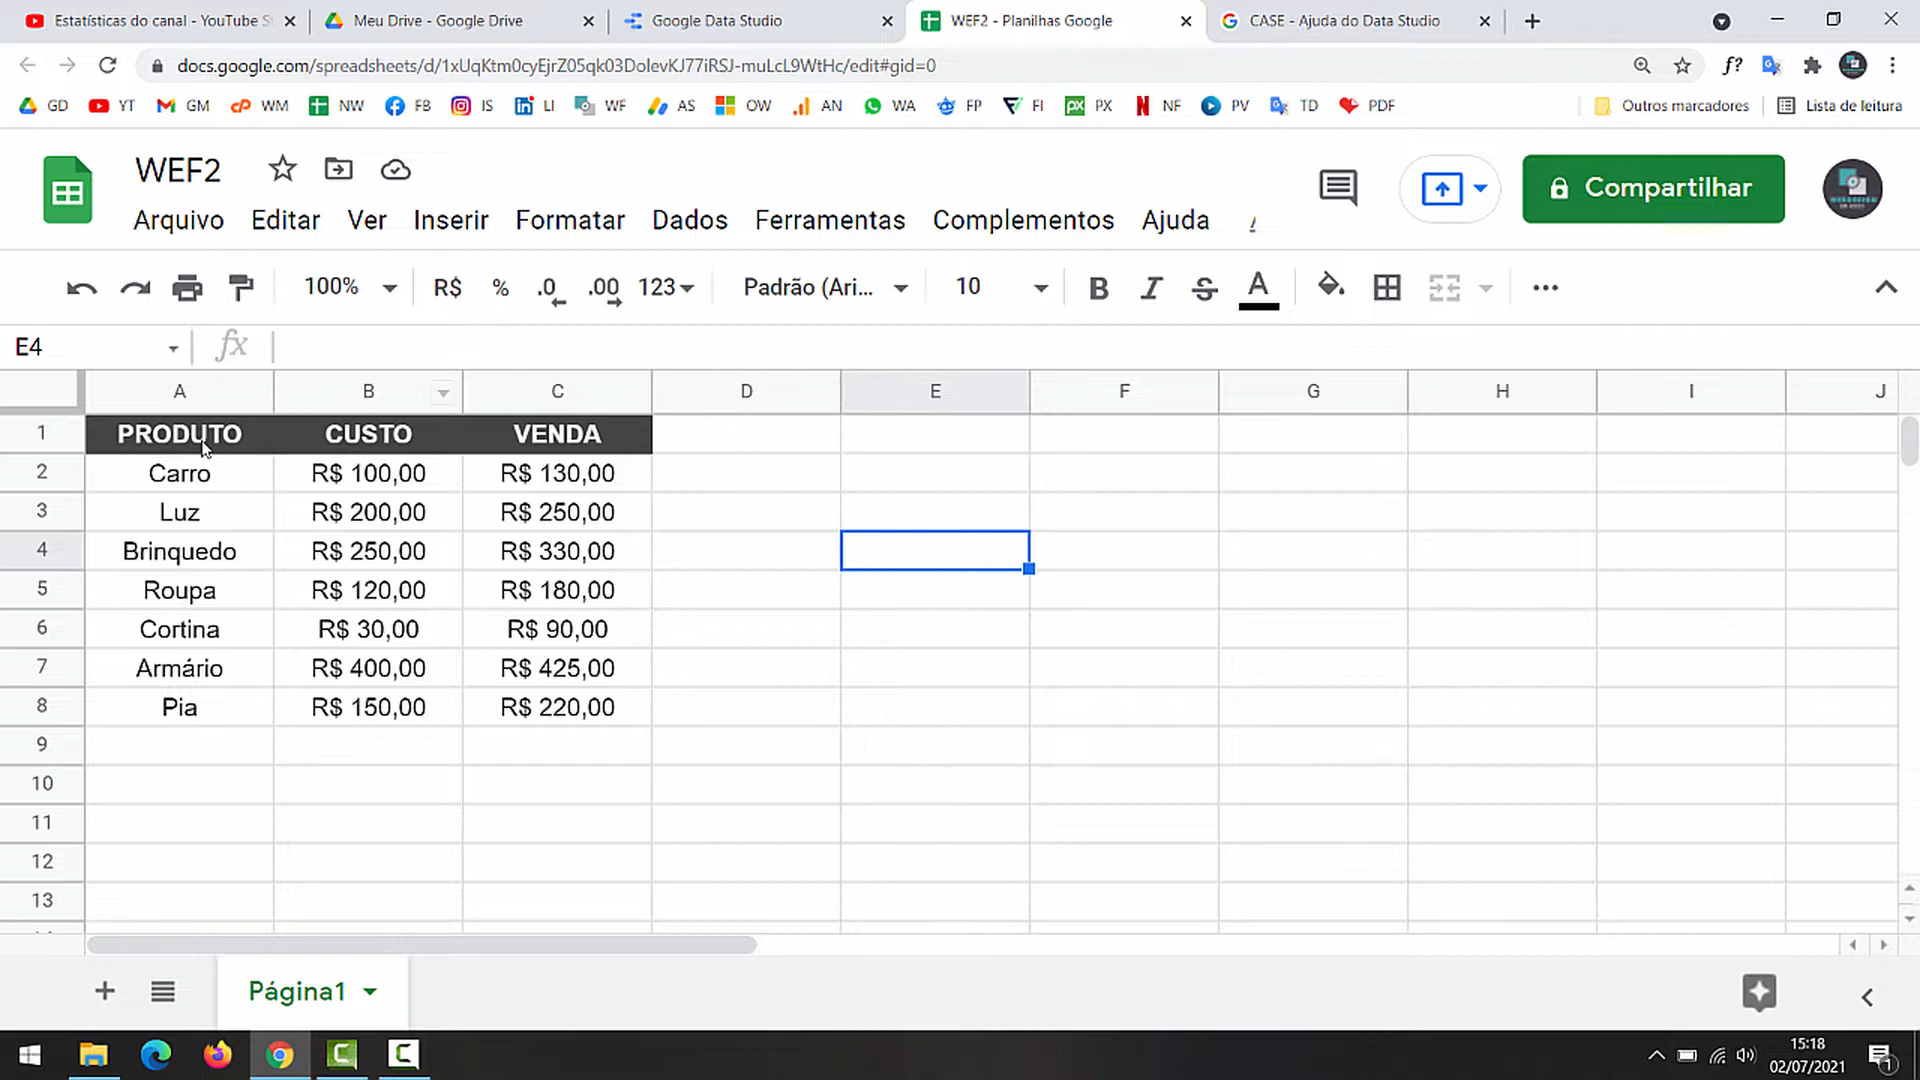 Estatísticas do canal - YouTube S
Meu Drive - Google Drive
Google Data Studio
WEF2 - Planilhas Google
CASE - Ajuda do Data Studio
docs.google.com/spreadsheets/d/1xUqKtm0cyEjrZ05qk03DolevKJ77iRSJ-muLcL9WtHc/edit#gid=0
f?
GD YT GM WM NW FB IS LI WF AS OW AN WA FP FI PX NF PV TD PDF Outros marcadores Lista de leitura
WEF2
Compartilhar
Arquivo Editar Ver Inserir Formatar Dados Ferramentas Complementos Ajuda
100% R$ % .0 .00 123 Padrão (Ari... 10 B I S A
E4 fx
A B C D E F G H I J
1 PRODUTO CUSTO VENDA
2 Carro R$ 100,00 R$ 130,00
3 Luz R$ 200,00 R$ 250,00
4 Brinquedo R$ 250,00 R$ 330,00
5 Roupa R$ 120,00 R$ 180,00
6 Cortina R$ 30,00 R$ 90,00
7 Armário R$ 400,00 R$ 425,00
8 Pia R$ 150,00 R$ 220,00
9
10
11
12
13
Página1
15:18
02/07/2021
1